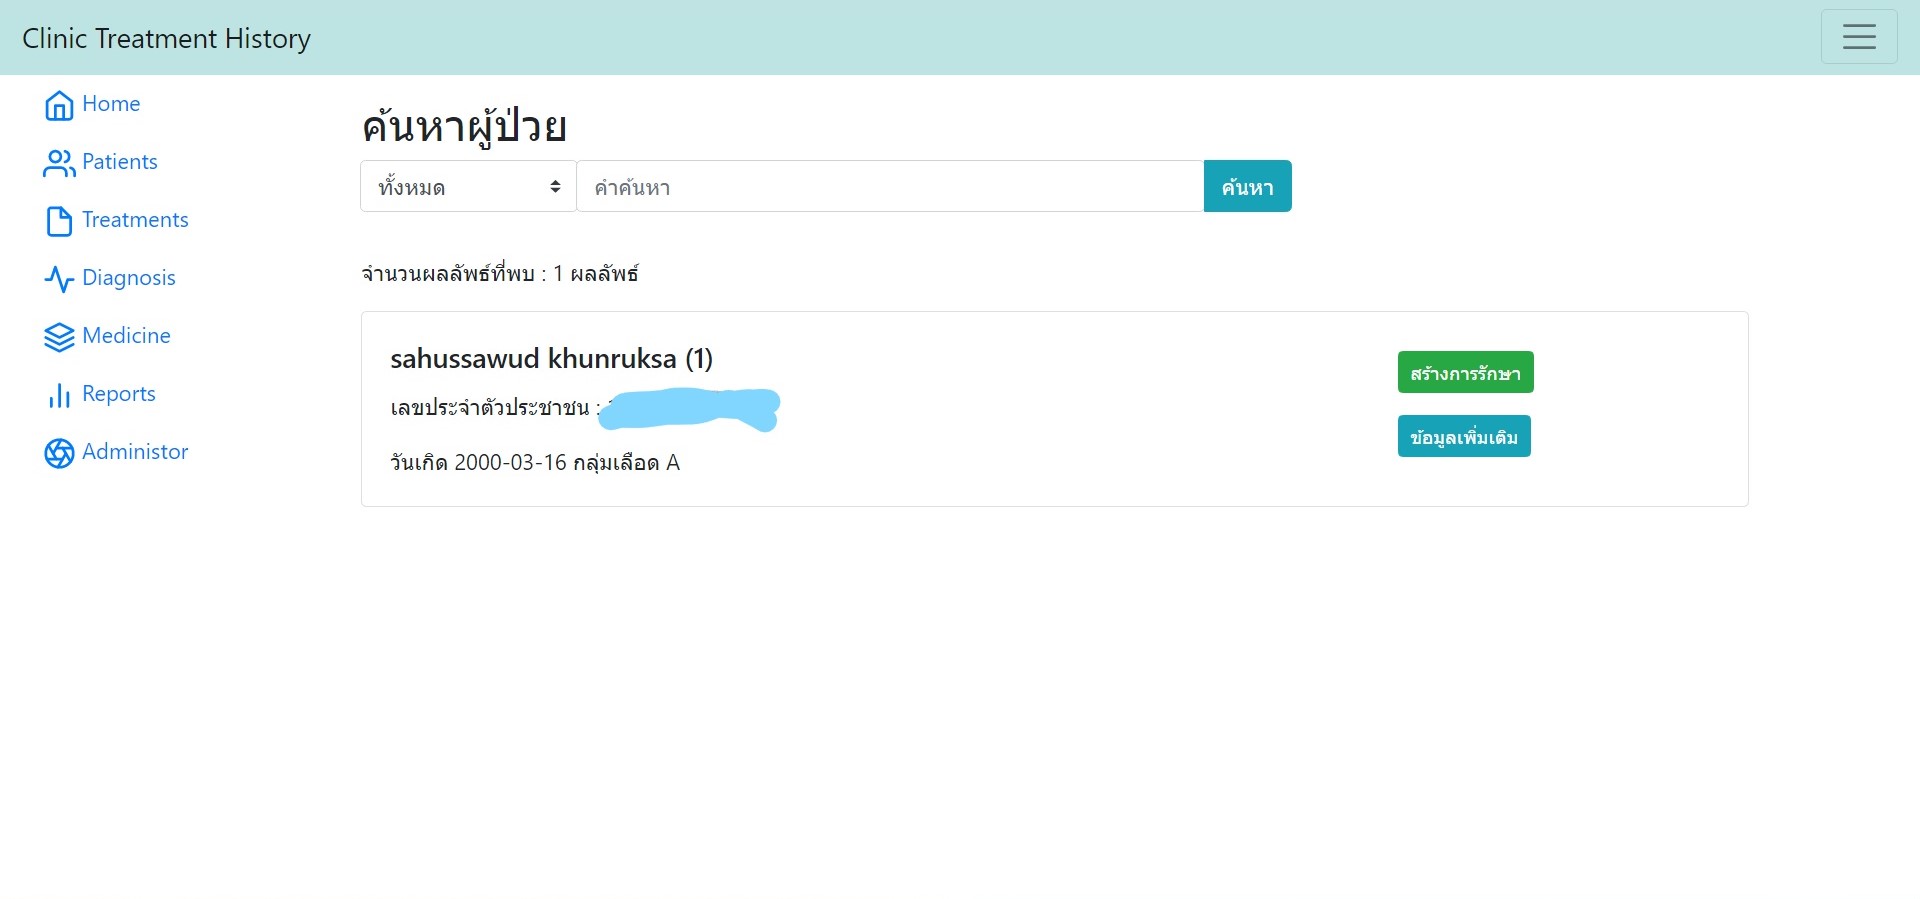 Clinic Treatment History
Home
Patients
Treatments
Diagnosis
Medicine
Reports
Administor
ค้นหาผู้ป่วย
ทั้งหมด
คำค้นหา
ค้นหา
จำนวนผลลัพธ์ที่พบ : 1 ผลลัพธ์
sahussawud khunruksa (1)
เลขประจำตัวประชาชน :
วันเกิด 2000-03-16 กลุ่มเลือด A
สร้างการรักษา
ข้อมูลเพิ่มเติม